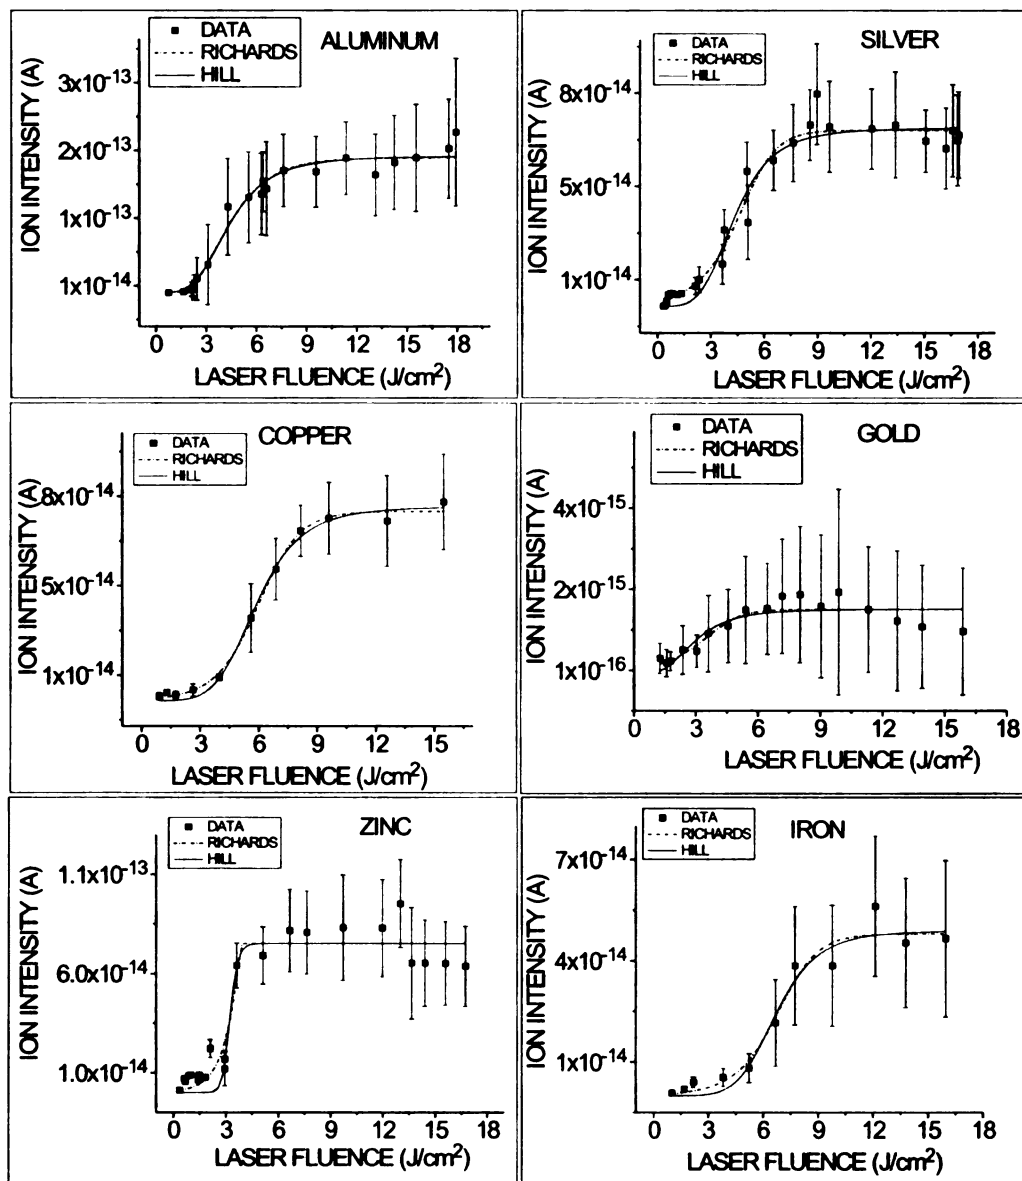 ALUMINUM
DATA
RICHARDS
HILL
ION INTENSITY (A)
3x10-13
2x10-13
1x10-13
1x10-14
0 3 6 9 12 15 18
LASER FLUENCE (J/cm2)
SILVER
DATA
RICHARDS
HILL
ION INTENSITY (A)
8x10-14
5x10-14
1x10-14
0 3 6 9 12 15 18
LASER FLUENCE (J/cm2)
COPPER
DATA
RICHARDS
HILL
ION INTENSITY (A)
8x10-14
5x10-14
1x10-14
0 3 6 9 12 15
LASER FLUENCE (J/cm2)
GOLD
DATA
RICHARDS
HILL
ION INTENSITY (A)
4x10-15
2x10-15
1x10-16
0 3 6 9 12 15 18
LASER FLUENCE (J/cm2)
ZINC
DATA
RICHARDS
HILL
ION INTENSITY (A)
1.1x10-13
6.0x10-14
1.0x10-14
0 3 6 9 12 15 18
LASER FLUENCE (J/cm2)
IRON
DATA
RICHARDS
HILL
ION INTENSITY (A)
7x10-14
4x10-14
1x10-14
0 3 6 9 12 15 18
LASER FLUENCE (J/cm2)